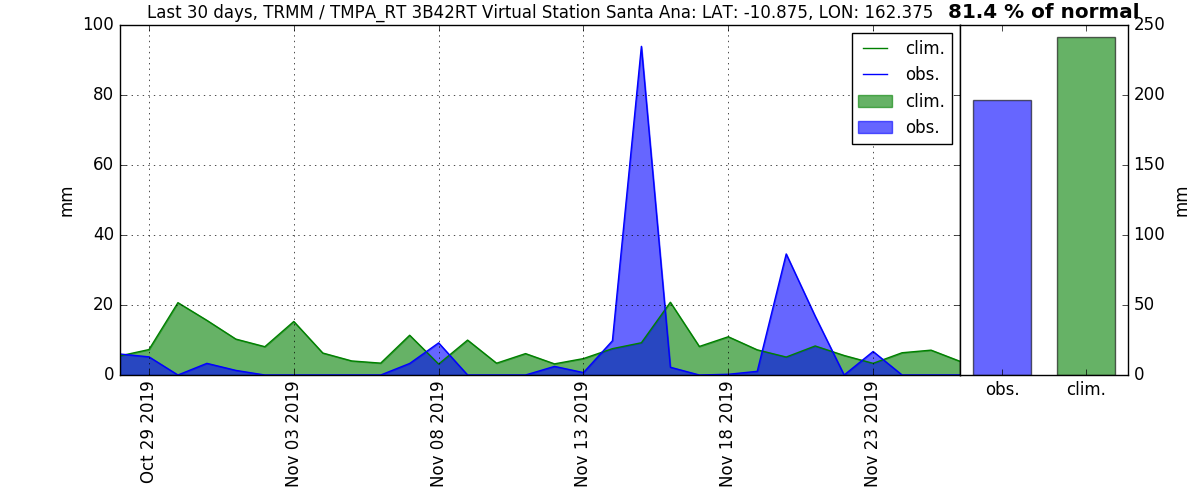 Last 30 days, TRMM / TMPA_RT 3B42RT Virtual Station Santa Ana: LAT: -10.875, LON: 162.375
81.4 % of normal
100
80
60
40
20
0
mm
clim.
obs.
clim.
obs.
Oct 29 2019
Nov 03 2019
Nov 08 2019
Nov 13 2019
Nov 18 2019
Nov 23 2019
250
200
150
100
50
0
mm
obs.
clim.